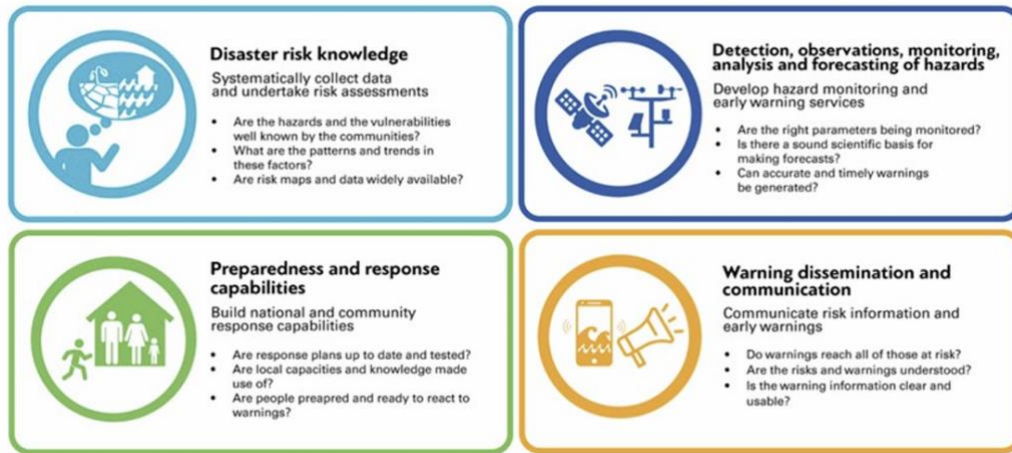 Disaster risk knowledge
Systematically collect data
and undertake risk assessments
• Are the hazards and the vulnerabilities
well known by the communities?
• What are the patterns and trends in
these factors?
• Are risk maps and data widely available?
Detection, observations, monitoring,
analysis and forecasting of hazards
Develop hazard monitoring and
early warning services
• Are the right parameters being monitored?
• Is there a sound scientific basis for
making forecasts?
• Can accurate and timely warnings
be generated?
Preparedness and response
capabilities
Build national and community
response capabilities
• Are response plans up to date and tested?
• Are local capacities and knowledge made
use of?
• Are people preapred and ready to react to
warnings?
Warning dissemination and
communication
Communicate risk information and
early warnings
• Do warnings reach all of those at risk?
• Are the risks and warnings understood?
• Is the warning information clear and
usable?